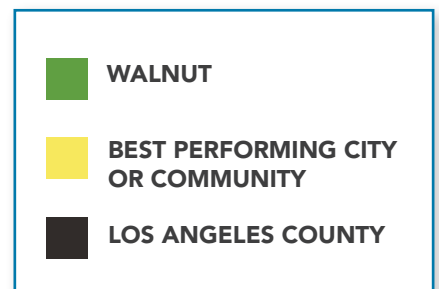 WALNUT
BEST PERFORMING CITY
OR COMMUNITY
LOS ANGELES COUNTY